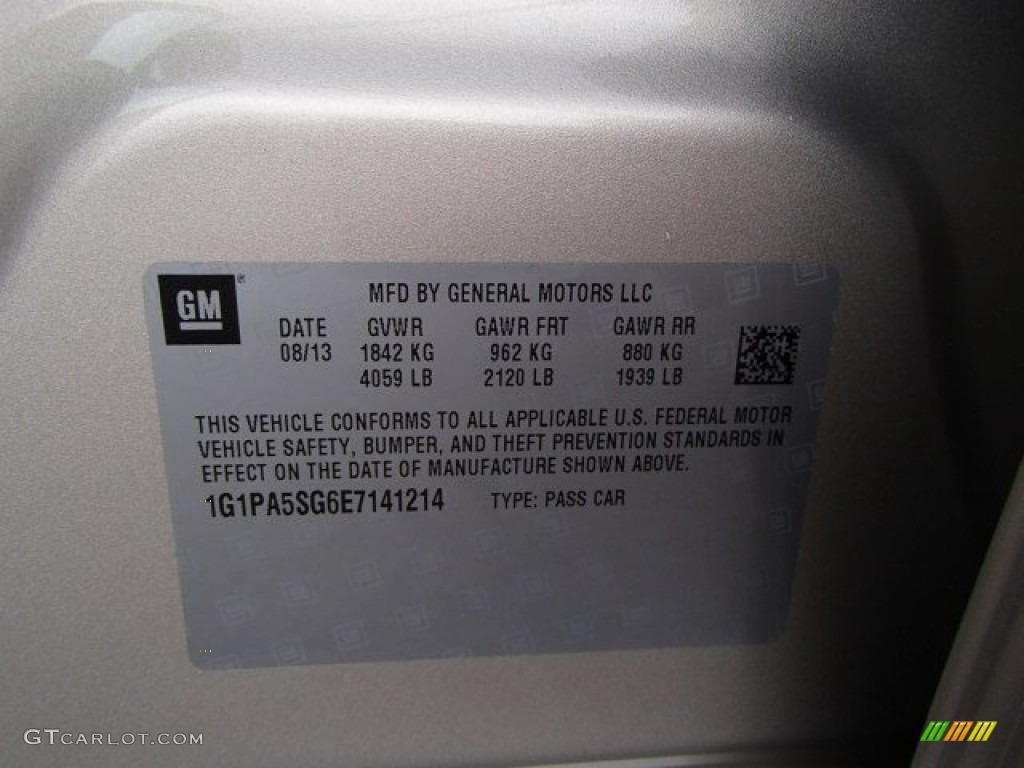 GM®
MFD BY GENERAL MOTORS LLC
DATE GVWR GAWR FRT GAWR RR
08/13 1842 KG 962 KG 880 KG
4059 LB 2120 LB 1939 LB
THIS VEHICLE CONFORMS TO ALL APPLICABLE U.S. FEDERAL MOTOR
VEHICLE SAFETY, BUMPER, AND THEFT PREVENTION STANDARDS IN
EFFECT ON THE DATE OF MANUFACTURE SHOWN ABOVE.
1G1PA5SG6E7141214 TYPE: PASS CAR
GTCARLOT.COM